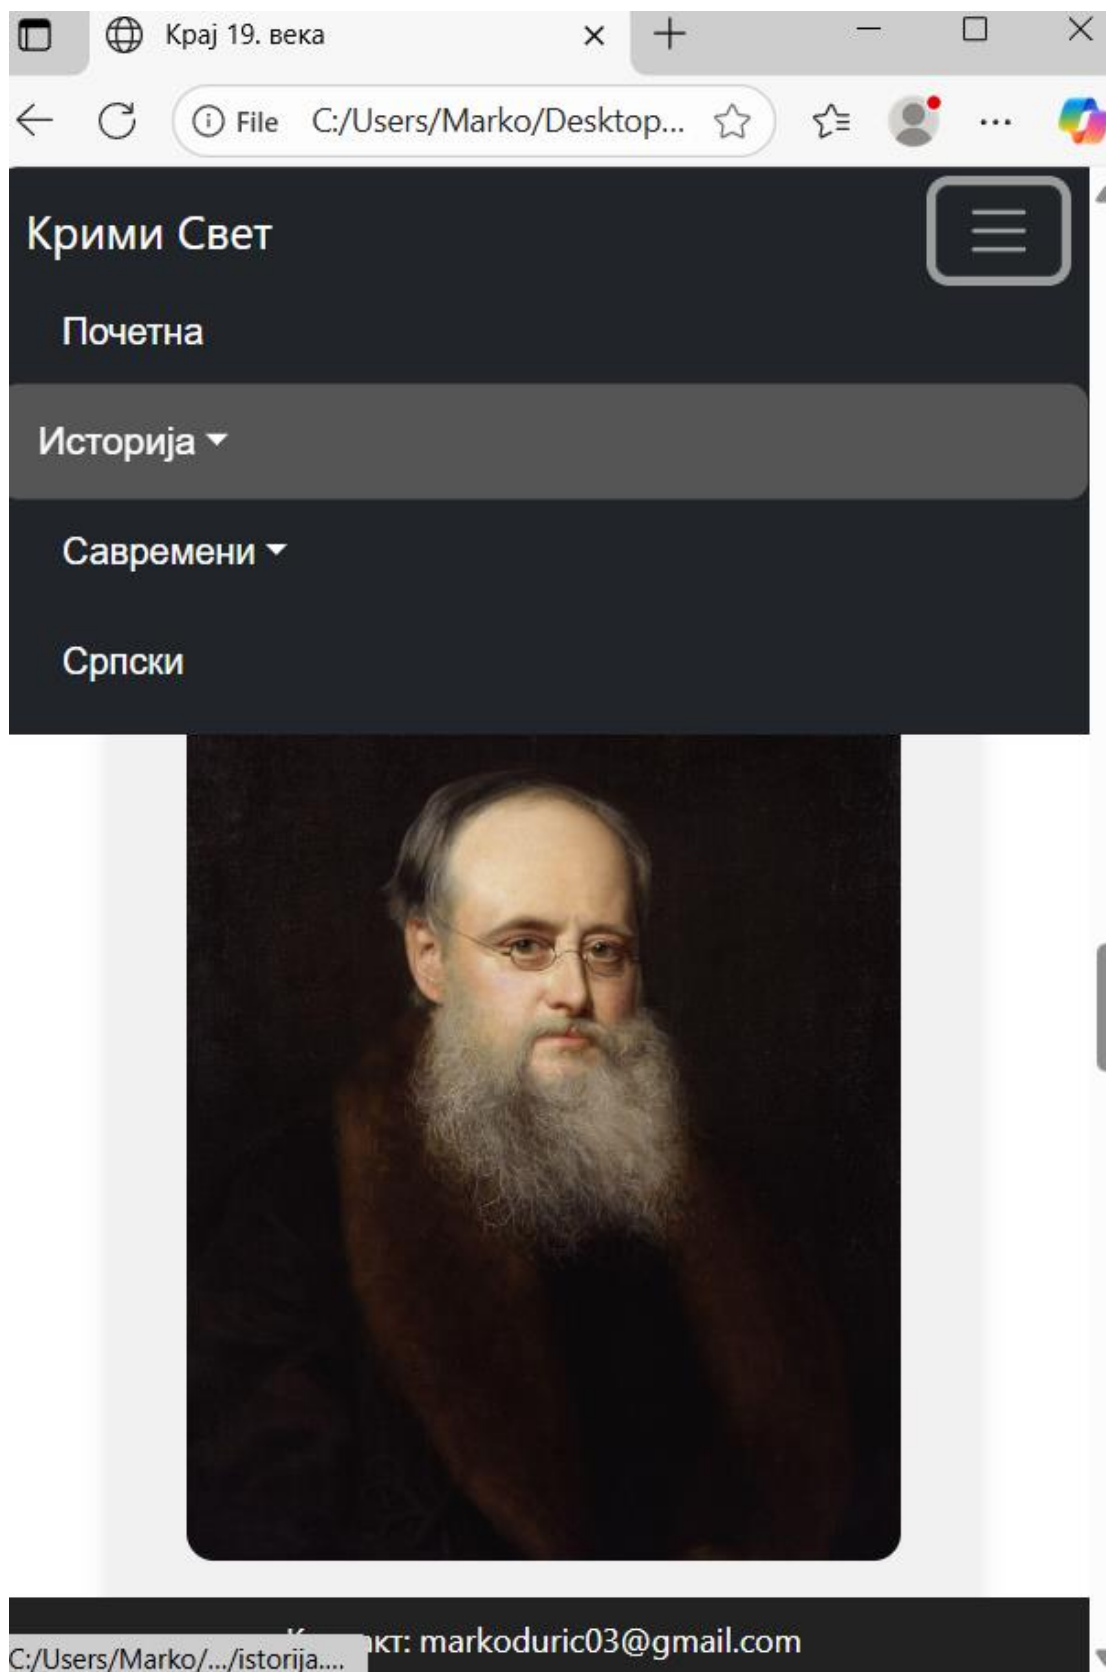 Крај 19. века
File C:/Users/Marko/Desktop...
Крими Свет
Почетна
Историја
Савремени
Српски
markoduric03@gmail.com
C:/Users/Marko/.../istorija....